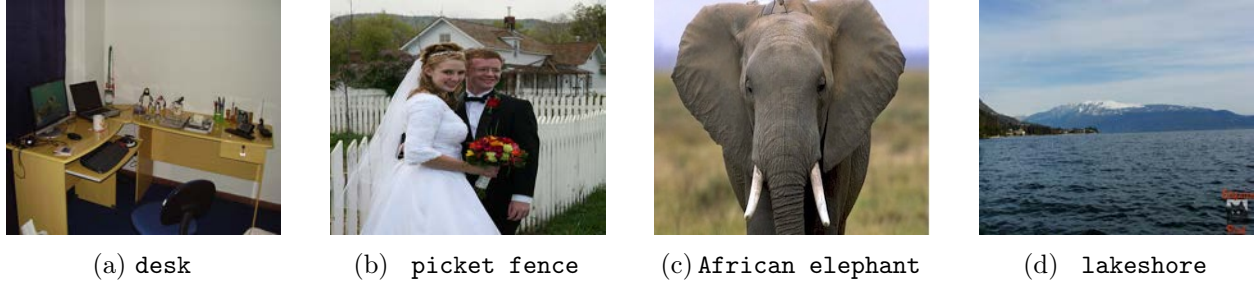 (a) desk
(b) picket fence
(c) African elephant
(d) lakeshore